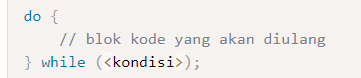 do {
    // blok kode yang akan diulang
} while (<kondisi>);